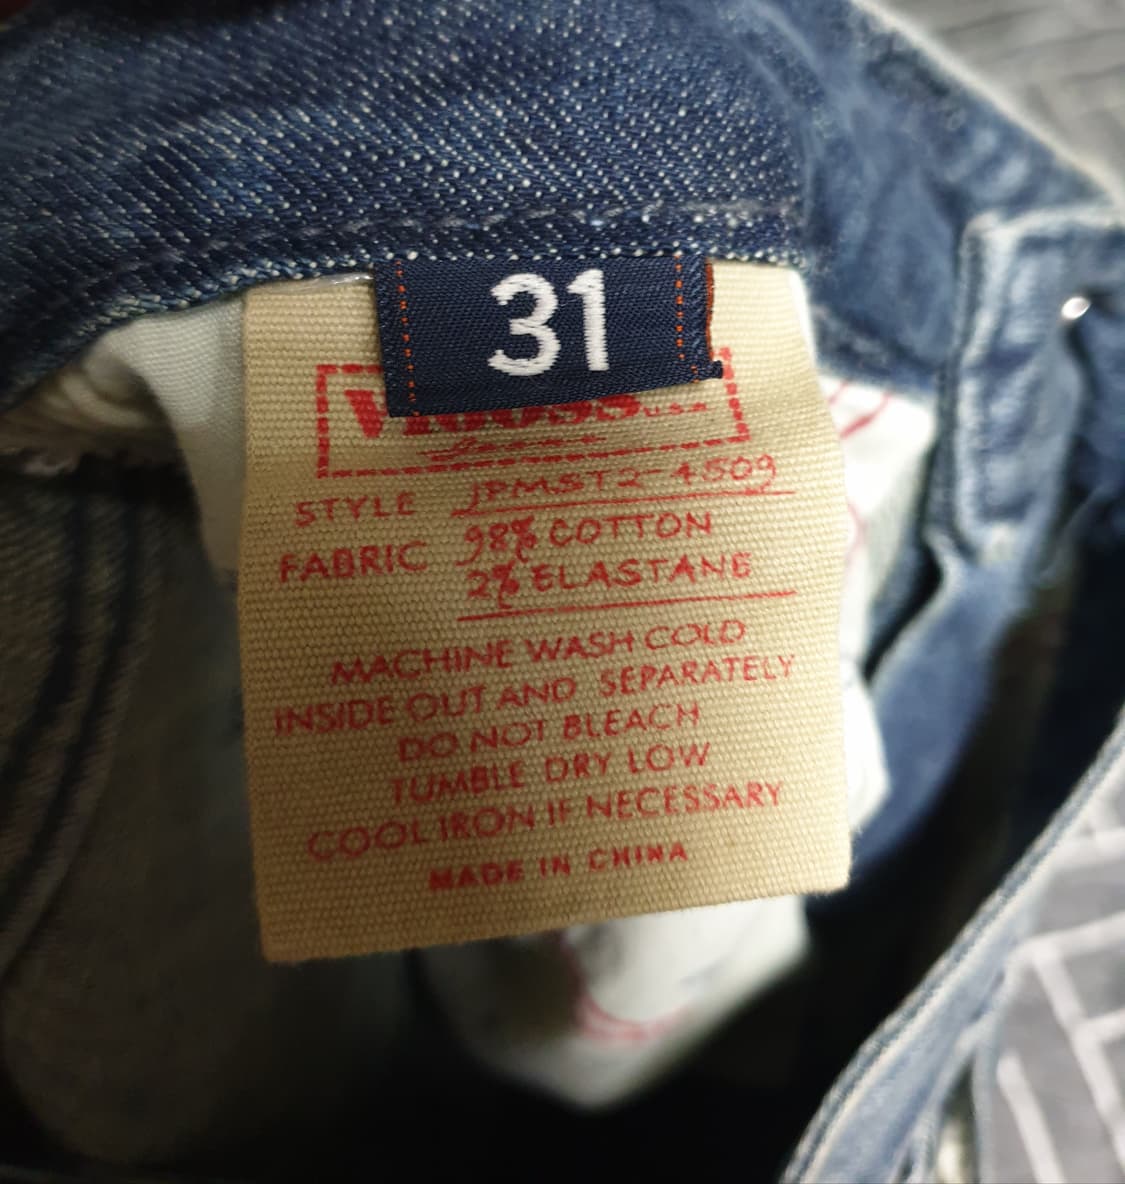 31
STYLE JPMST2-4509
FABRIC 98% COTTON
2% ELASTANE
MACHINE WASH COLD
INSIDE OUT AND SEPARATELY
DO NOT BLEACH
TUMBLE DRY LOW
COOL IRON IF NECESSARY
MADE IN CHINA